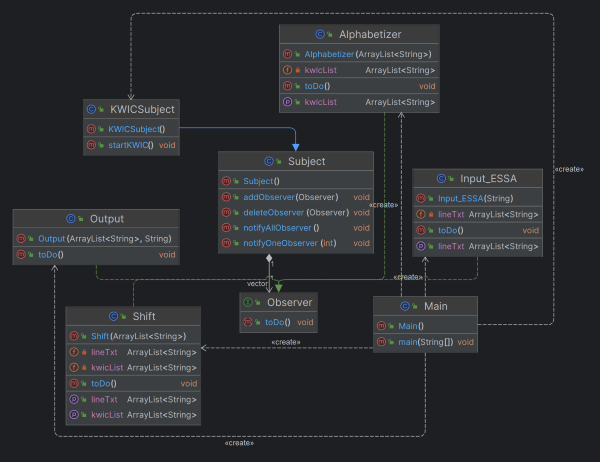 Alphabetizer
Alphabetizer(ArrayList<String>)
kwicList ArrayList<String>
toDo() void
kwicList ArrayList<String>
KWICSubject
KWICSubject()
startKWIC() void
Subject
Subject()
addObserver(Observer) void
deleteObserver (Observer) void
notifyAllObserver () void
notifyOneObserver (int) void
Input_ESSA
Input_ESSA(String)
lineTxt ArrayList<String>
toDo() void
lineTxt ArrayList<String>
«create»
«create»
Output
Output(ArrayList<String>, String)
toDo() void
1
vector
1
«create»
Observer
toDo() void
Shift
Shift(ArrayList<String>)
lineTxt ArrayList<String>
kwicList ArrayList<String>
toDo() void
lineTxt ArrayList<String>
kwicList ArrayList<String>
Main
Main()
main(String[]) void
«create»
«create»